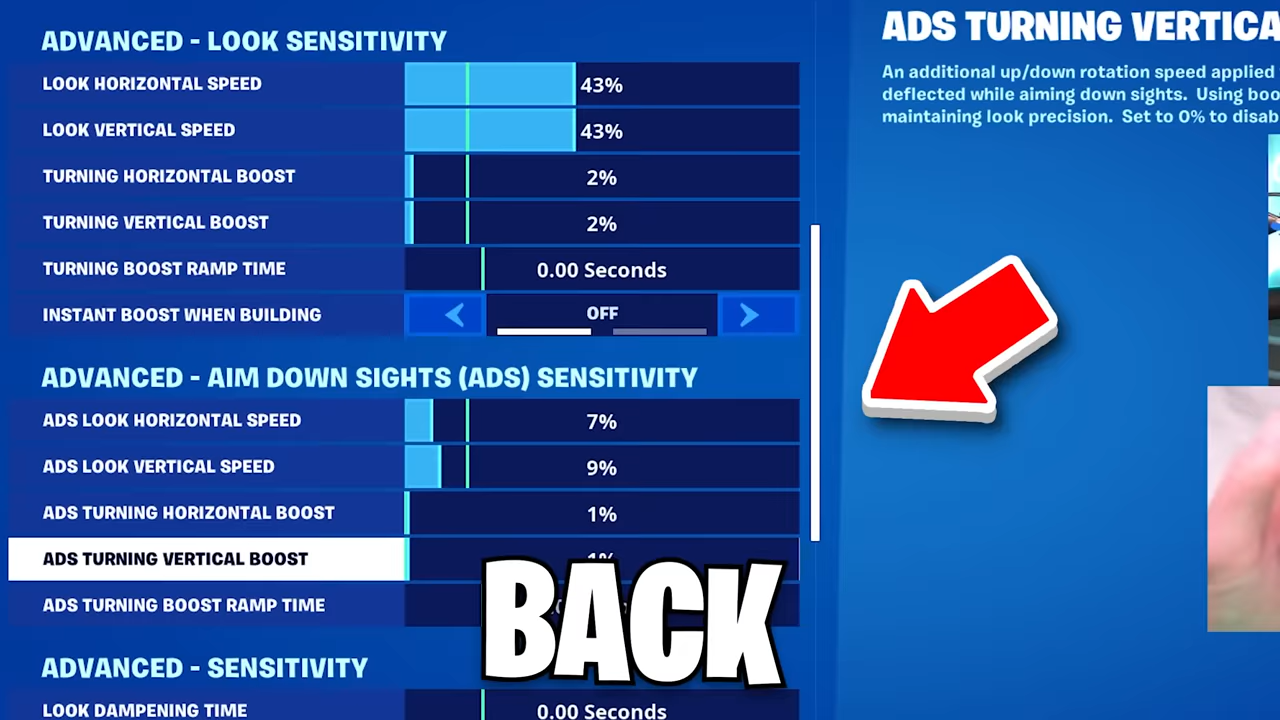 ADVANCED - LOOK SENSITIVITY
LOOK HORIZONTAL SPEED 43%
LOOK VERTICAL SPEED 43%
TURNING HORIZONTAL BOOST 2%
TURNING VERTICAL BOOST 2%
TURNING BOOST RAMP TIME 0.00 Seconds
INSTANT BOOST WHEN BUILDING OFF
ADVANCED - AIM DOWN SIGHTS (ADS) SENSITIVITY
ADS LOOK HORIZONTAL SPEED 7%
ADS LOOK VERTICAL SPEED 9%
ADS TURNING HORIZONTAL BOOST 1%
ADS TURNING VERTICAL BOOST 1%
ADS TURNING BOOST RAMP TIME
ADVANCED - SENSITIVITY
LOOK DAMPENING TIME 0.00 Seconds
ADS TURNING VERTICA
An additional up/down rotation speed applied
deflected while aiming down sights. Using boo
maintaining look precision. Set to 0% to disab
BACK